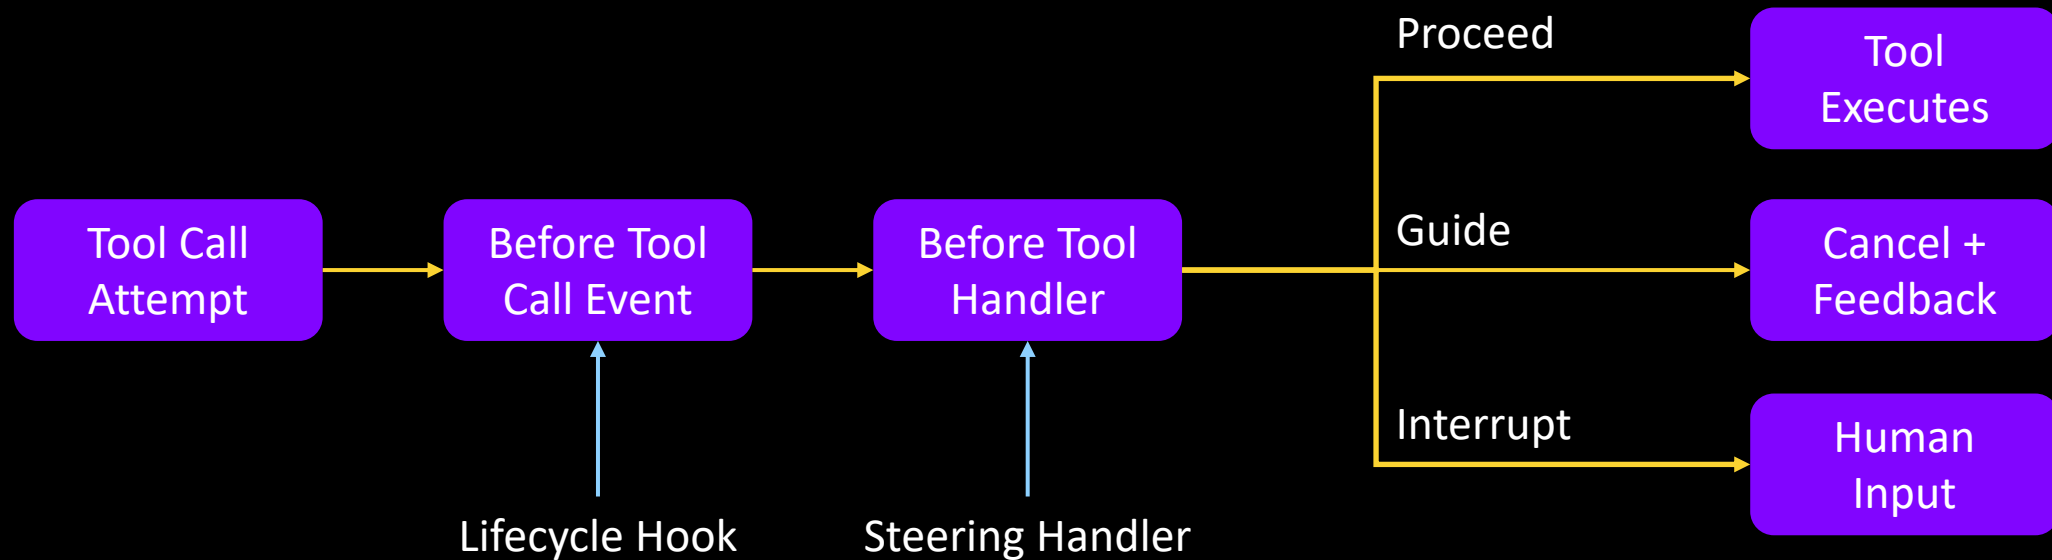 Proceed
Tool
Executes
Tool Call
Attempt
Before Tool
Call Event
Before Tool
Handler
Guide
Cancel +
Feedback
Interrupt
Human
Input
Lifecycle Hook
Steering Handler